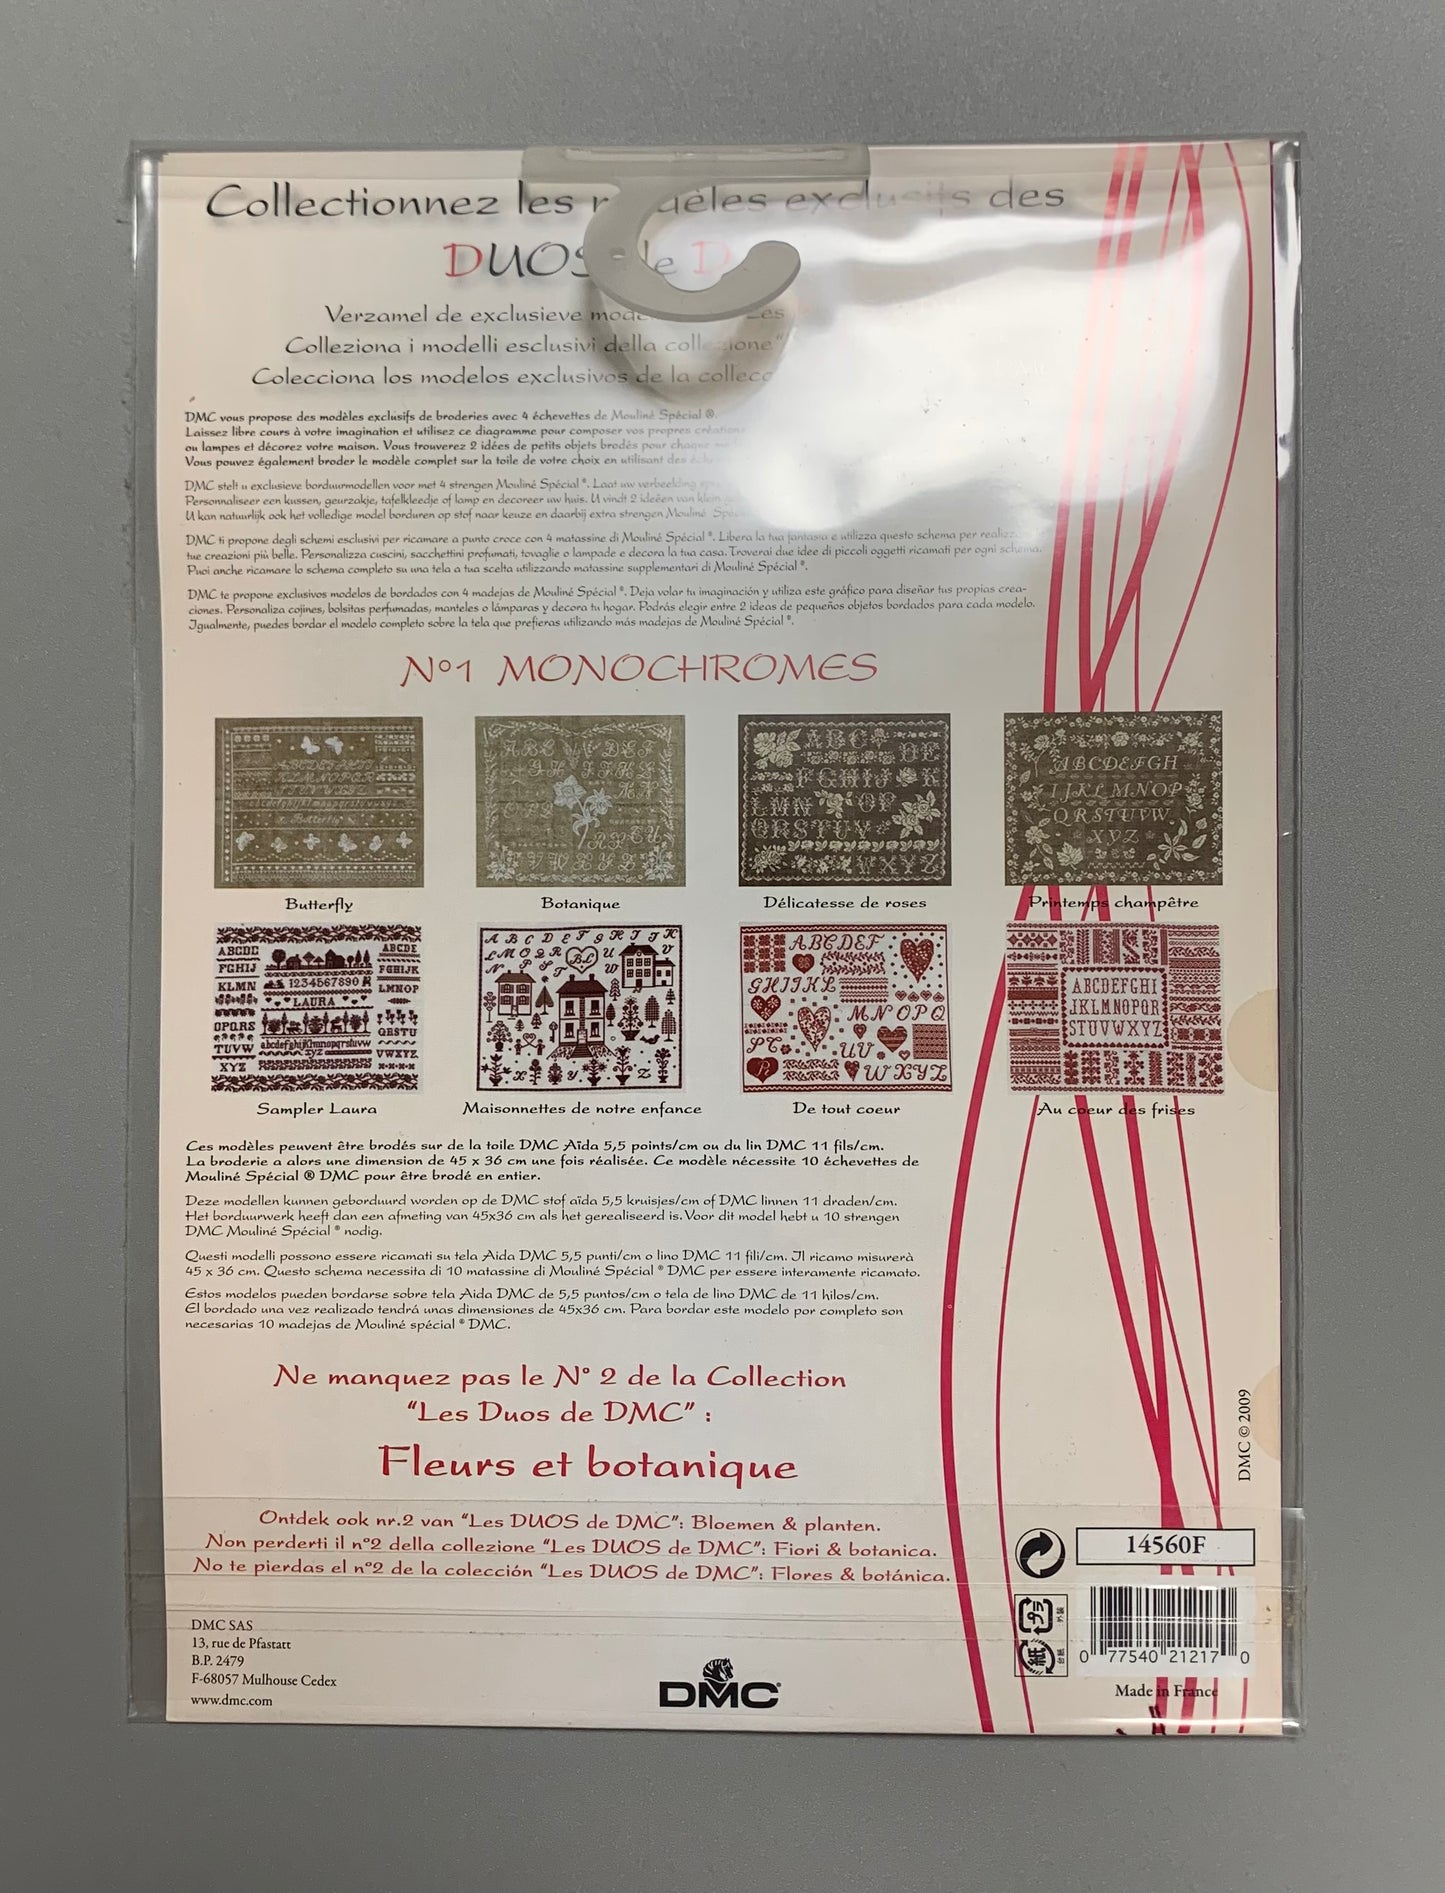 Collectionnez les exclusifs des
DUOS
Verzamel de exclusieve Les
Colleziona i modelli esclusivi della collezione"
Colecciona los modelos exclusivos de la
DMC vous propose des modèles exclusifs de broderies avec 4 échevettes de Mouliné Spécial ®.
Laissez libre cours à votre imagination et utilisez ce diagramme pour composer vos propres créations
ou lampes et décorez votre maison. Vous trouverez 2 idées de petits objets brodés pour chaque
Vous pouvez également broder le modèle complet sur la toile de votre choix en utilisant des
DMC stelt u exclusieve borduurmodellen voor met 4 strengen Mouliné Spécial ®. Laat uw verbeelding
Personnaliseer een kussen, geurzakje, tafelkleedje of lamp en decoreer uw huis. U vindt 2 ideëen van klein
U kan natuurlijk ook het volledige model borduren op stof naar keuze en daarbij extra strengen Mouliné
DMC ti propone degli schemi esclusivi per ricamare a punto croce con 4 matassine di Mouliné Spécial ®. Libera la tua fantasia e utilizza questo schema per
tue creazioni più belle. Personalizza cuscini, sacchettini profumati, tovaglie o lampade e decora la tua casa. Troverai due idee di piccoli oggetti ricamati per ogni schema.
Puoi anche ricamare lo schema completo su una tela a tua scelta utilizzando matassine supplementari di Mouliné Spécial ®.
DMC te propone exclusivos modelos de bordados con 4 madejas de Mouliné Spécial ®. Deja volar tu imaginación y utiliza este gráfico para diseñar tus propias crea-
ciones. Personaliza cojines, bolsitas perfumadas, manteles o lámparas y decora tu hogar. Podrás elegir entre 2 ideas de pequeños objetos bordados para cada modelo.
Igualmente, puedes bordar el modelo completo sobre la tela que prefieras utilizando más madejas de Mouliné Spécial ®.
N°1 MONOCHROMES
Butterfly
Botanique
Délicatesse de roses
Printemps champêtre
Sampler Laura
Maisonnettes de notre enfance
De tout coeur
Au coeur des frises
Ces modèles peuvent être brodés sur de la toile DMC Aïda 5,5 points/cm ou du lin DMC 11 fils/cm.
La broderie a alors une dimension de 45 x 36 cm une fois réalisée. Ce modèle nécessite 10 échevettes de
Mouliné Spécial ® DMC pour être brodé en entier.
Deze modellen kunnen geborduurd worden op de DMC stof aïda 5,5 kruisjes/cm of DMC linnen 11 draden/cm.
Het borduurwerk heeft dan een afmeting van 45x36 cm als het gerealiseerd is. Voor dit model hebt u 10 strengen
DMC Mouliné Spécial ® nodig.
Questi modelli possono essere ricamati su tela Aida DMC 5,5 punti/cm o lino DMC 11 fili/cm. Il ricamo misurerà
45 x 36 cm. Questo schema necessita di 10 matassine di Mouliné Spécial ® DMC per essere interamente ricamato.
Estos modelos pueden bordarse sobre tela Aida DMC de 5,5 puntos/cm o tela de lino DMC de 11 hilos/cm.
El bordado una vez realizado tendrá unas dimensiones de 45x36 cm. Para bordar este modelo por completo son
necesarias 10 madejas de Mouliné spécial ® DMC.
Ne manquez pas le N° 2 de la Collection
"Les Duos de DMC" :
Fleurs et botanique
Ontdek ook nr.2 van "Les DUOS de DMC": Bloemen & planten.
Non perderti il n°2 della collezione "Les DUOS de DMC": Fiori & botanica.
No te pierdas el n°2 de la colección "Les DUOS de DMC": Flores & botánica.
DMC © 2009
14560F
DMC SAS
13, rue de Pfastatt
B.P. 2479
F-68057 Mulhouse Cedex
www.dmc.com
DMC
プラ 外装
紙 台紙
0 77540 21217 0
Made in France